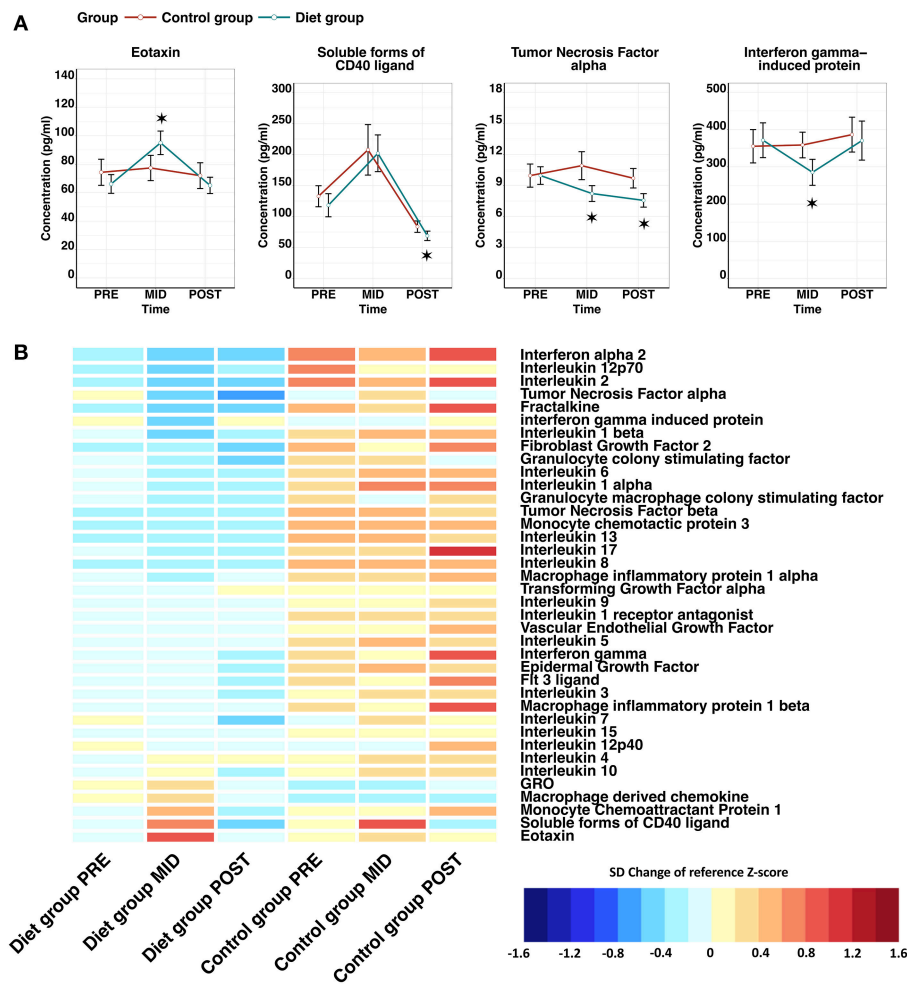 A
Group Control group Diet group
Eotaxin
Concentration (pg/ml)
140
120
100
80
60
40
20
0
PRE MID POST
Time
Soluble forms of
CD40 ligand
Concentration (pg/ml)
300
250
200
150
100
50
0
PRE MID POST
Time
Tumor Necrosis Factor
alpha
Concentration (pg/ml)
18
15
12
9
6
3
0
PRE MID POST
Time
Interferon gamma–
induced protein
Concentration (pg/ml)
500
400
300
200
100
0
PRE MID POST
Time
B
Interferon alpha 2
Interleukin 12p70
Interleukin 2
Tumor Necrosis Factor alpha
Fractalkine
interferon gamma induced protein
Interleukin 1 beta
Fibroblast Growth Factor 2
Granulocyte colony stimulating factor
Interleukin 6
Interleukin 1 alpha
Granulocyte macrophage colony stimulating factor
Tumor Necrosis Factor beta
Monocyte chemotactic protein 3
Interleukin 13
Interleukin 17
Interleukin 8
Macrophage inflammatory protein 1 alpha
Transforming Growth Factor alpha
Interleukin 9
Interleukin 1 receptor antagonist
Vascular Endothelial Growth Factor
Interleukin 5
Interferon gamma
Epidermal Growth Factor
Flt 3 ligand
Interleukin 3
Macrophage inflammatory protein 1 beta
Interleukin 7
Interleukin 15
Interleukin 12p40
Interleukin 4
Interleukin 10
GRO
Macrophage derived chemokine
Monocyte Chemoattractant Protein 1
Soluble forms of CD40 ligand
Eotaxin
Diet group PRE
Diet group MID
Diet group POST
Control group PRE
Control group MID
Control group POST
SD Change of reference Z-score
-1.6 -1.2 -0.8 -0.4 0 0.4 0.8 1.2 1.6